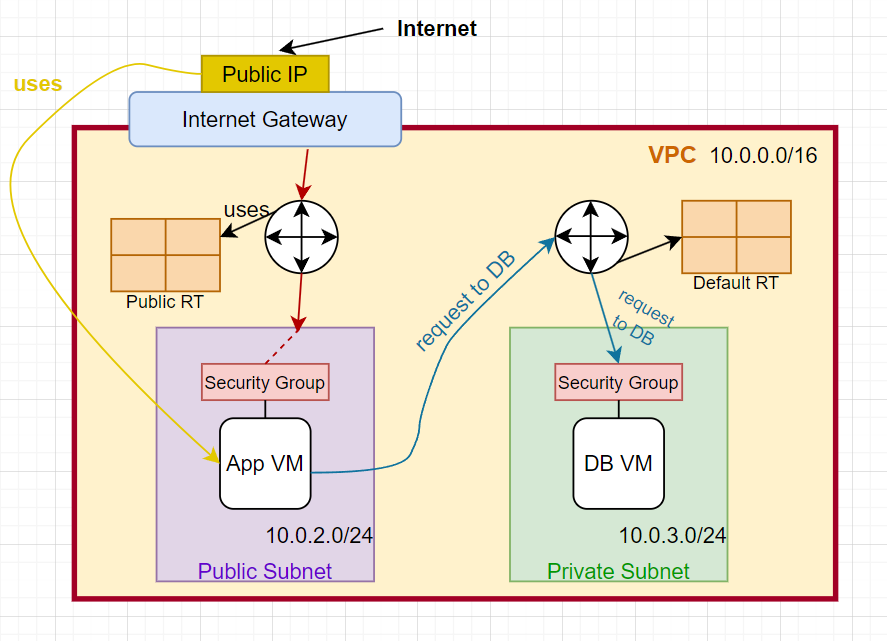 Internet
Public IP
uses
Internet Gateway
VPC 10.0.0.0/16
uses
Public RT
Default RT
request to DB
request
to DB
Security Group
Security Group
App VM
DB VM
10.0.2.0/24
10.0.3.0/24
Public Subnet
Private Subnet